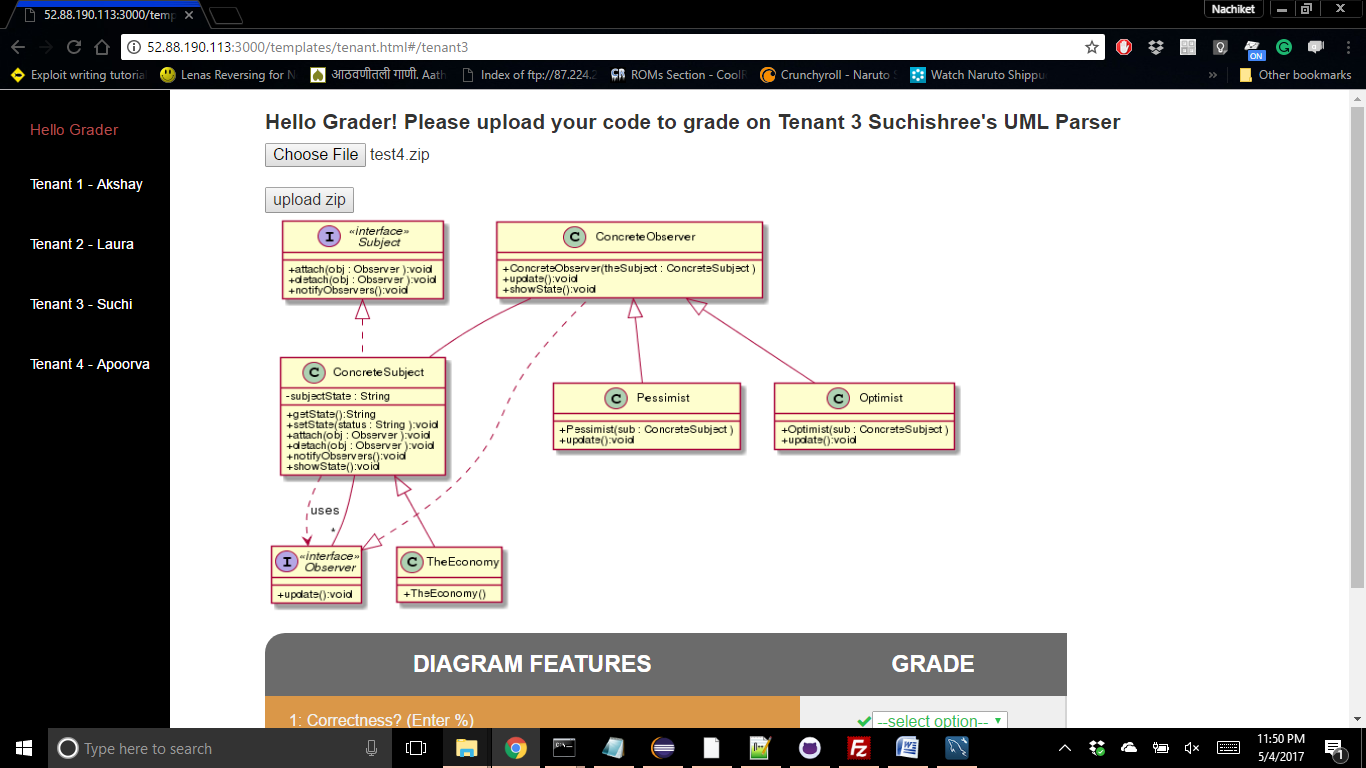 Nachiket
52.88.190.113:3000/temp
52.88.190.113:3000/templates/tenant.html#/tenant3
ON
Exploit writing tutorial
Lenas Reversing for N
आठवणीतली गाणी. Aath
Index of ftp://87.224.2
ROMs Section - CoolR
Crunchyroll - Naruto S
Watch Naruto Shippu
»
Other bookmarks
Hello Grader
Tenant 1 - Akshay
Tenant 2 - Laura
Tenant 3 - Suchi
Tenant 4 - Apoorva
Hello Grader! Please upload your code to grade on Tenant 3 Suchishree's UML Parser
Choose File test4.zip
upload zip
I «interface»
Subject
+attach(obj : Observer ):void
+detach(obj : Observer ):void
+notifyObservers():void
C ConcreteObserver
+ConcreteObserver(theSubject : ConcreteSubject )
+update():void
+showState():void
C ConcreteSubject
-subjectState : String
+getState():String
+setState(status : String ):void
+attach(obj : Observer ):void
+detach(obj : Observer ):void
+notifyObservers():void
+showState():void
C Pessimist
+Pessimist(sub : ConcreteSubject )
+update():void
C Optimist
+Optimist(sub : ConcreteSubject )
+update():void
uses
*
I «interface»
Observer
+update():void
C TheEconomy
+TheEconomy()
DIAGRAM FEATURES GRADE
1: Correctness? (Enter %) --select option--
Type here to search
11:50 PM
5/4/2017
1